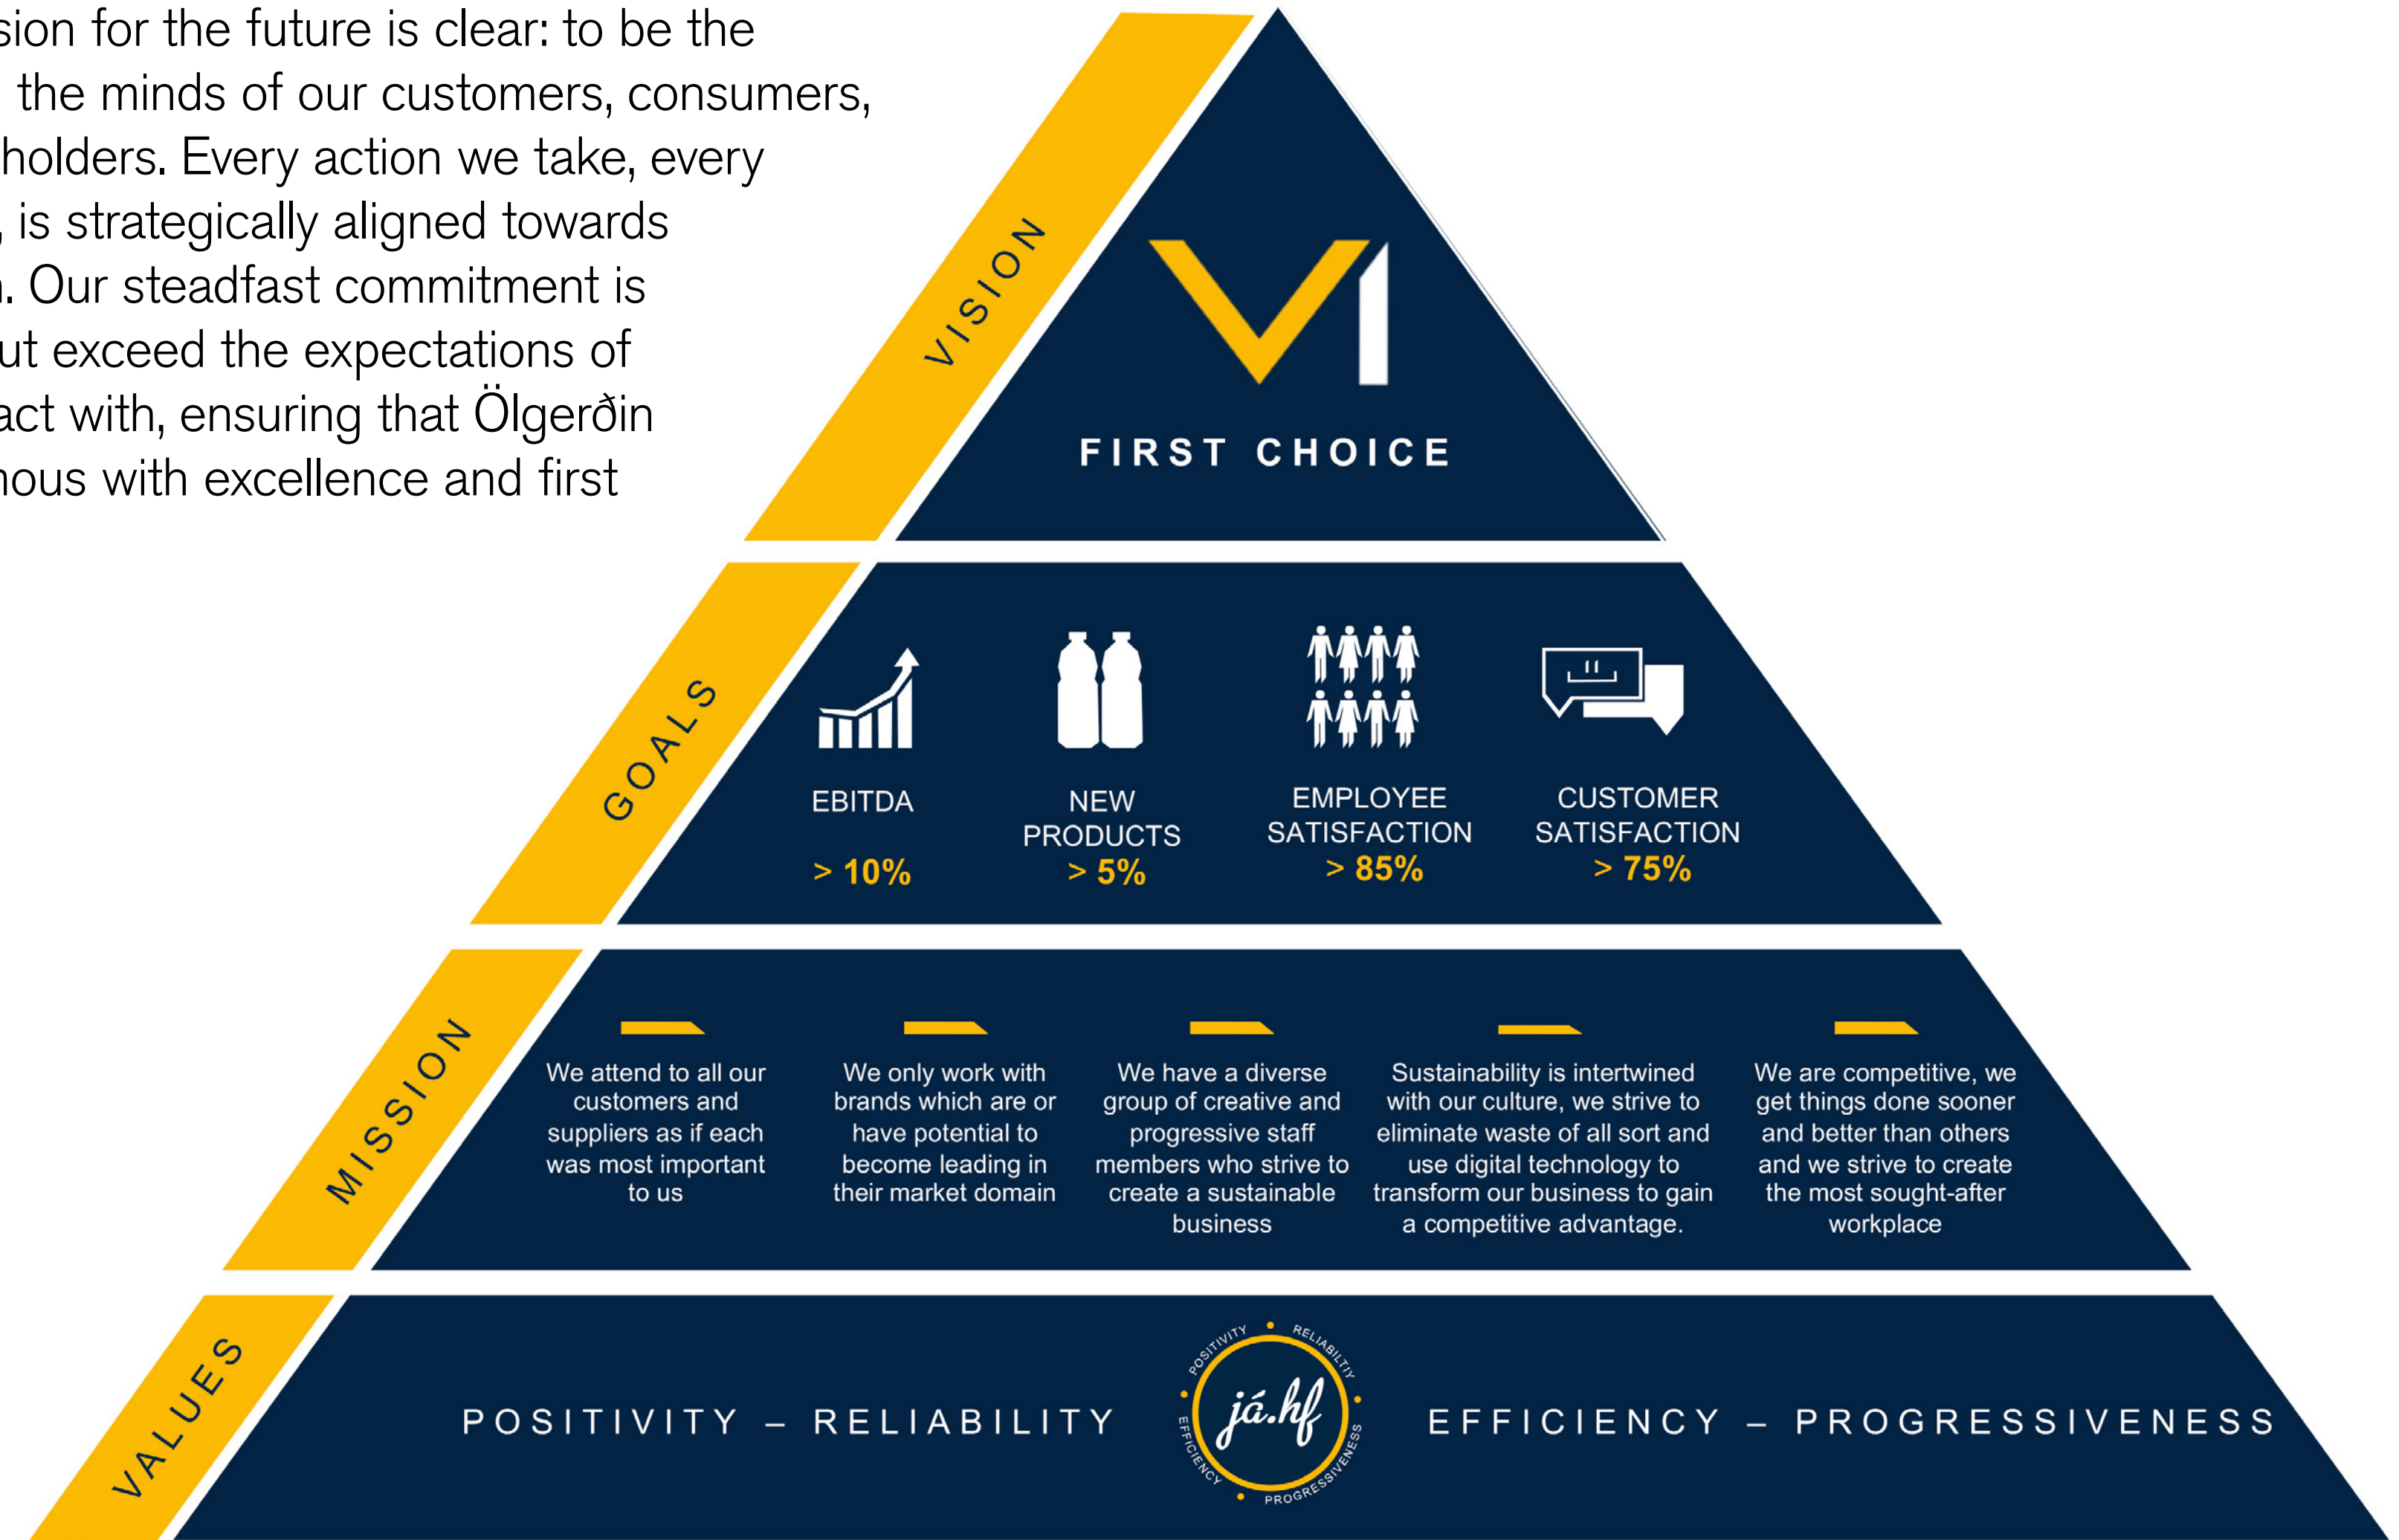 sion for the future is clear: to be the
the minds of our customers, consumers,
holders. Every action we take, every
, is strategically aligned towards
n. Our steadfast commitment is
ut exceed the expectations of
act with, ensuring that Ölgerðin
nous with excellence and first
VISION
V1
FIRST CHOICE
GOALS
EBITDA
> 10%
NEW
PRODUCTS
> 5%
EMPLOYEE
SATISFACTION
> 85%
CUSTOMER
SATISFACTION
> 75%
MISSION
We attend to all our
customers and
suppliers as if each
was most important
to us
We only work with
brands which are or
have potential to
become leading in
their market domain
We have a diverse
group of creative and
progressive staff
members who strive to
create a sustainable
business
Sustainability is intertwined
with our culture, we strive to
eliminate waste of all sort and
use digital technology to
transform our business to gain
a competitive advantage.
We are competitive, we
get things done sooner
and better than others
and we strive to create
the most sought-after
workplace
VALUES
POSITIVITY – RELIABILITY
POSITIVITY
RELIABILTIY
PROGRESSIVENESS
EFFICIENCY
já.hf
EFFICIENCY – PROGRESSIVENESS